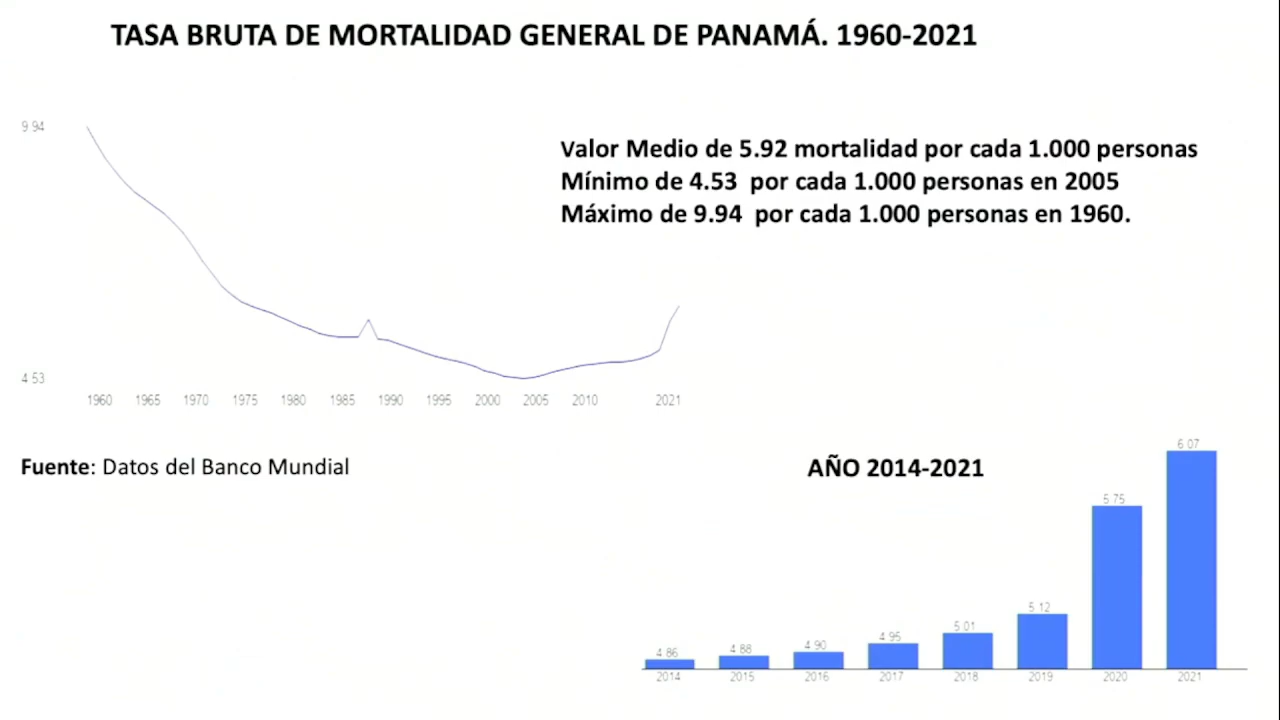 TASA BRUTA DE MORTALIDAD GENERAL DE PANAMÁ. 1960-2021
9 94
Valor Medio de 5.92 mortalidad por cada 1.000 personas
Mínimo de 4.53 por cada 1.000 personas en 2005
Máximo de 9.94 por cada 1.000 personas en 1960.
4 53
1960 1965 1970 1975 1980 1985 1990 1995 2000 2005 2010 2021
Fuente: Datos del Banco Mundial
AÑO 2014-2021
4 86 4 88 4 90 4 95 5 01 5 12 5 75 6 07
2014 2015 2016 2017 2018 2019 2020 2021